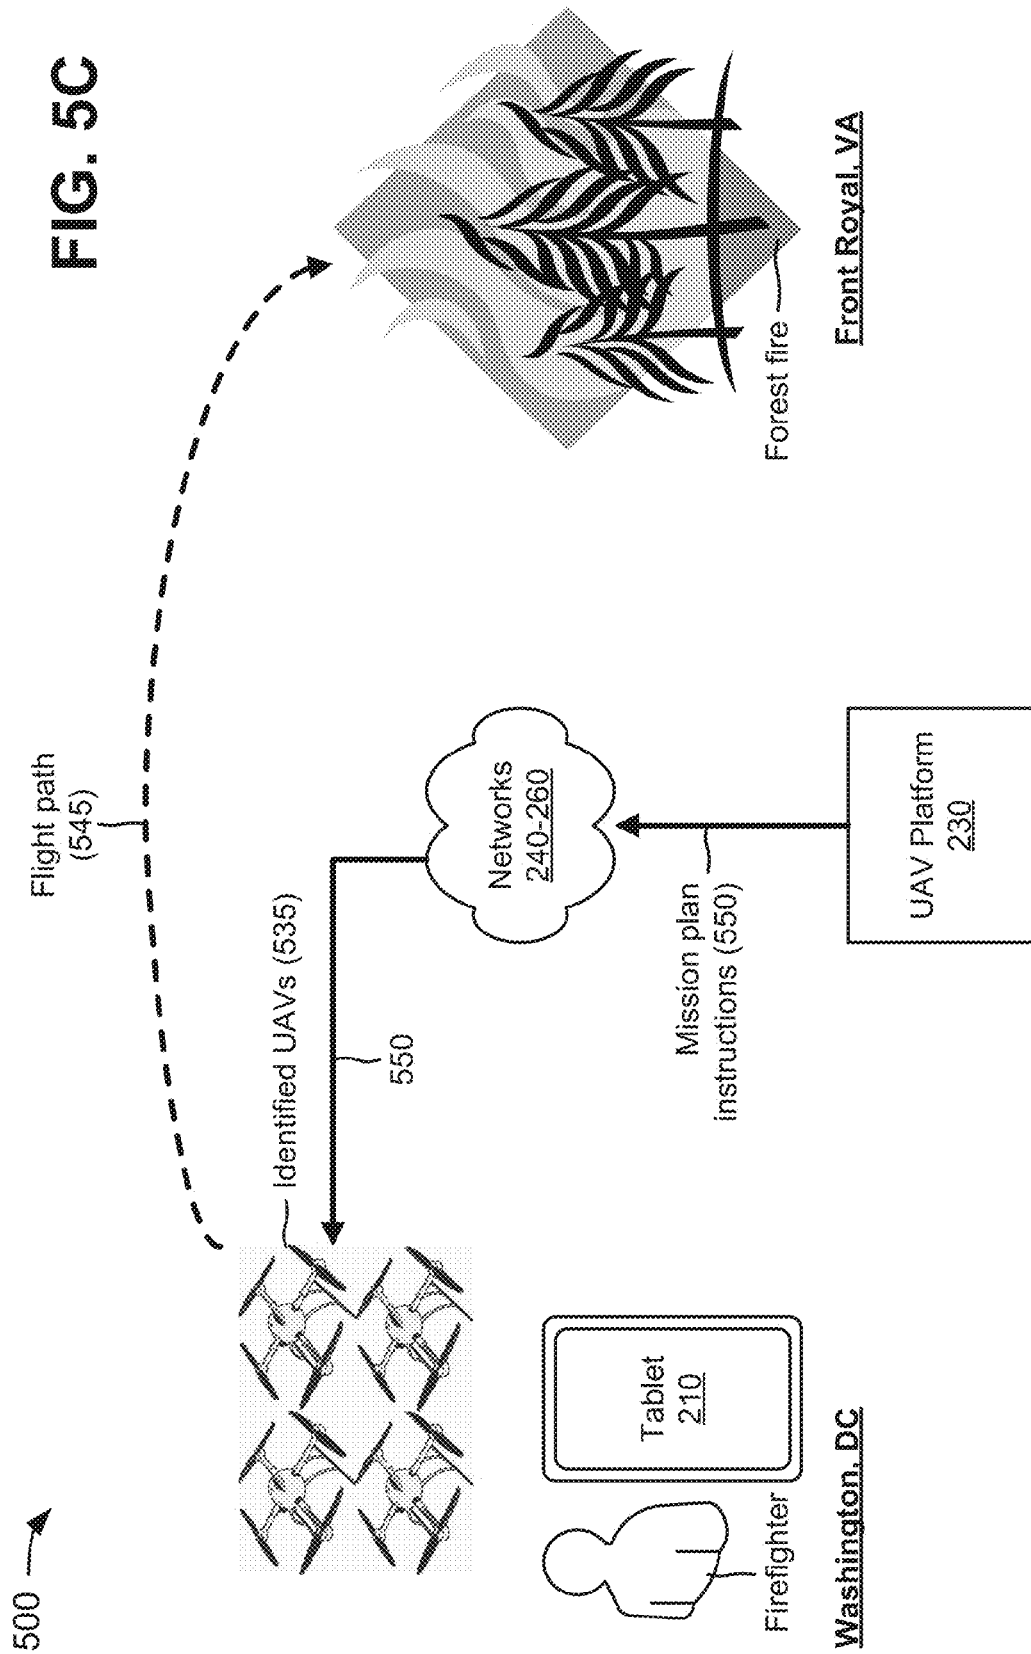 500
FIG. 5C
Flight path
(545)
Identified UAVs (535)
550
Networks
240-260
Mission plan
instructions (550)
UAV Platform
230
Tablet
210
Firefighter
Washington, DC
Forest fire
Front Royal, VA